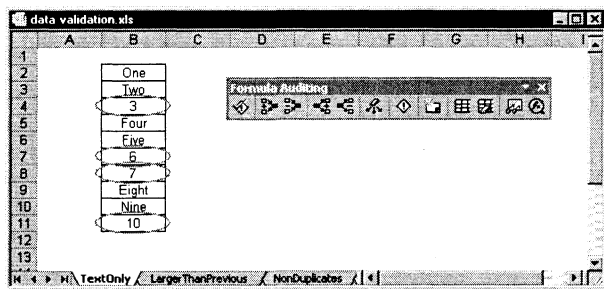 data validation.xls
A B C D E F G H I
1
2 One
3 Two Formula Auditing
4 3
5 Four
6 Five
7 6
8 7
9 Eight
10 Nine
11 10
12
13
TextOnly LargerThanPrevious NonDuplicates